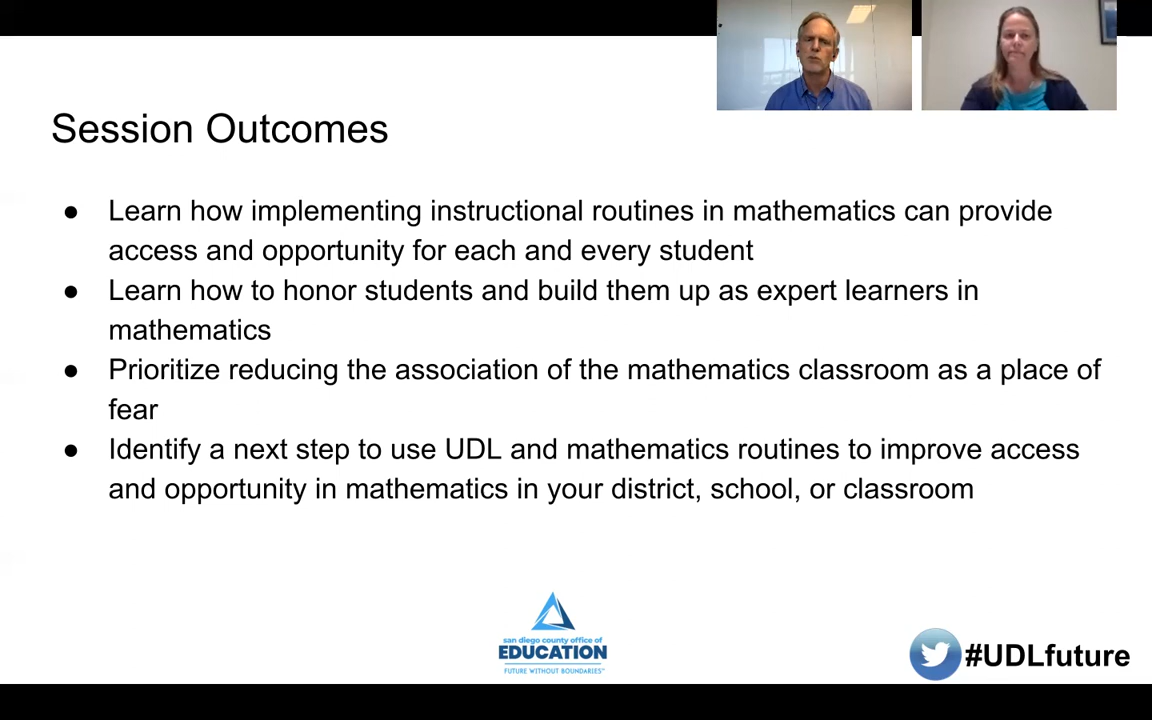 Session Outcomes
● Learn how implementing instructional routines in mathematics can provide
access and opportunity for each and every student
● Learn how to honor students and build them up as expert learners in
mathematics
● Prioritize reducing the association of the mathematics classroom as a place of
fear
● Identify a next step to use UDL and mathematics routines to improve access
and opportunity in mathematics in your district, school, or classroom
san diego county office of
EDUCATION
FUTURE WITHOUT BOUNDARIES™
#UDLfuture